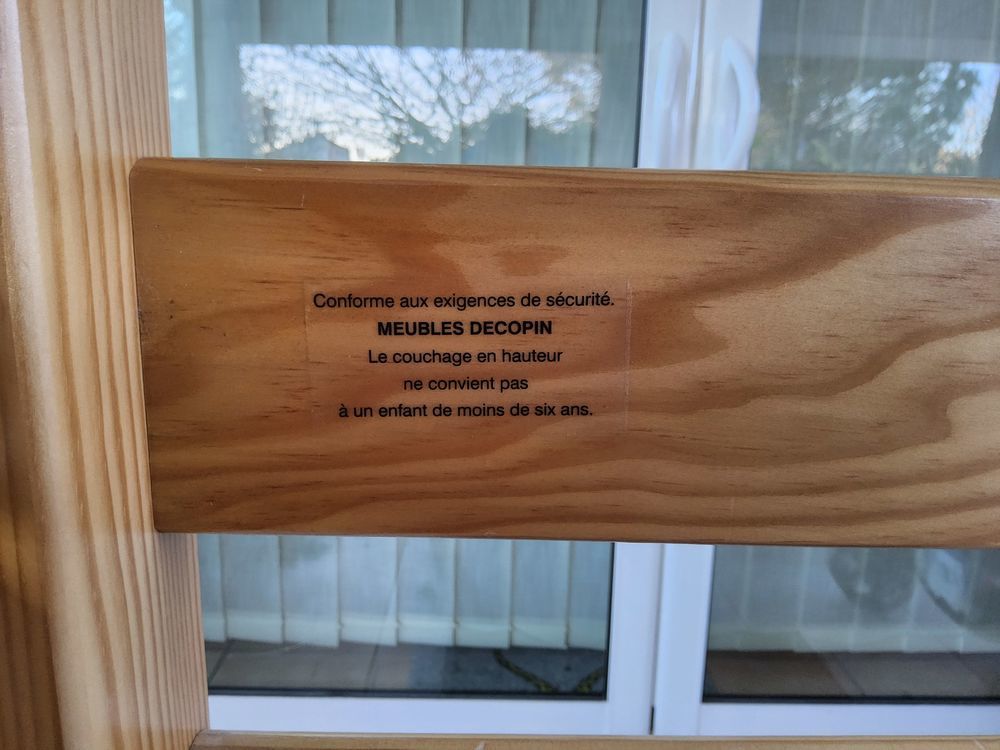 Conforme aux exigences de sécurité.
MEUBLES DECOPIN
Le couchage en hauteur
ne convient pas
à un enfant de moins de six ans.